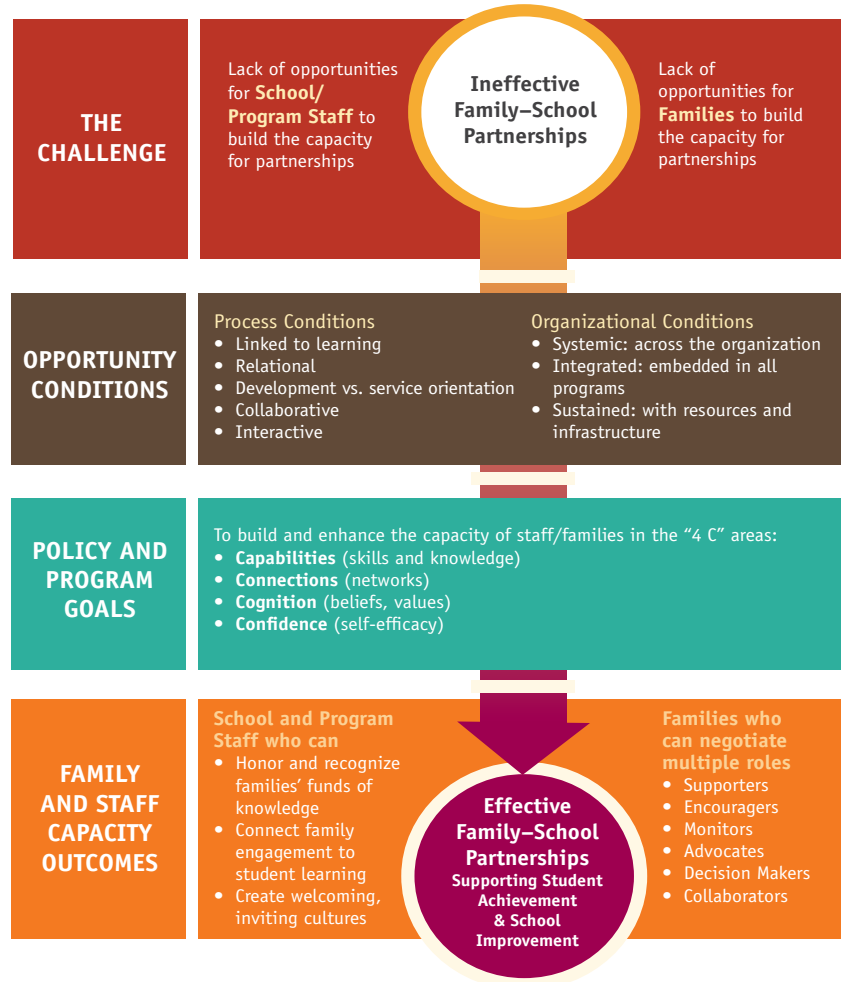 THE
CHALLENGE
Lack of opportunities
for School/
Program Staff to
build the capacity
for partnerships
Ineffective
Family–School
Partnerships
Lack of
opportunities for
Families to build
the capacity for
partnerships
OPPORTUNITY
CONDITIONS
Process Conditions
• Linked to learning
• Relational
• Development vs. service orientation
• Collaborative
• Interactive
Organizational Conditions
• Systemic: across the organization
• Integrated: embedded in all
programs
• Sustained: with resources and
infrastructure
POLICY AND
PROGRAM
GOALS
To build and enhance the capacity of staff/families in the “4 C” areas:
• Capabilities (skills and knowledge)
• Connections (networks)
• Cognition (beliefs, values)
• Confidence (self-efficacy)
FAMILY
AND STAFF
CAPACITY
OUTCOMES
School and Program
Staff who can
• Honor and recognize
families’ funds of
knowledge
• Connect family
engagement to
student learning
• Create welcoming,
inviting cultures
Effective
Family–School
Partnerships
Supporting Student
Achievement
& School
Improvement
Families who
can negotiate
multiple roles
• Supporters
• Encouragers
• Monitors
• Advocates
• Decision Makers
• Collaborators